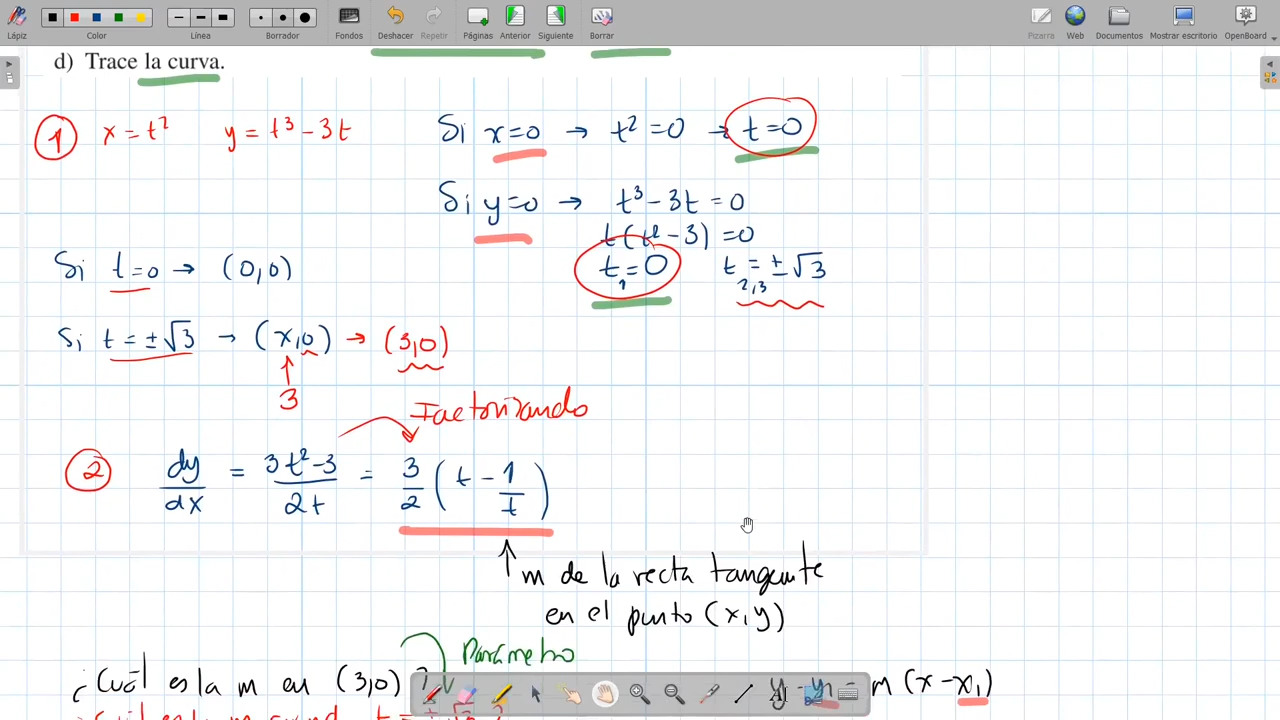 Lápiz Color Línea Borrador Fondos Deshacer Repetir Páginas Anterior Siguiente Borrar Pizarra Web Documentos Mostrar escritorio OpenBoard
d) Trace la curva.
1 x = t² y = t³ - 3t Si x=0 → t² = 0 → t=0
Si y=0 → t³ - 3t = 0
t(t² - 3) = 0
t₁ = 0 t₂,₃ = ±√3
Si t=0 → (0,0)
Si t = ±√3 → (x,0) → (3,0)
3
Factorizando
2 dy/dx = 3t²-3/2t = 3/2 (t - 1/t)
m de la recta tangente
en el punto (x,y)
Parámetro
¿Cuál es la m en (3,0)? m (x - x₁)